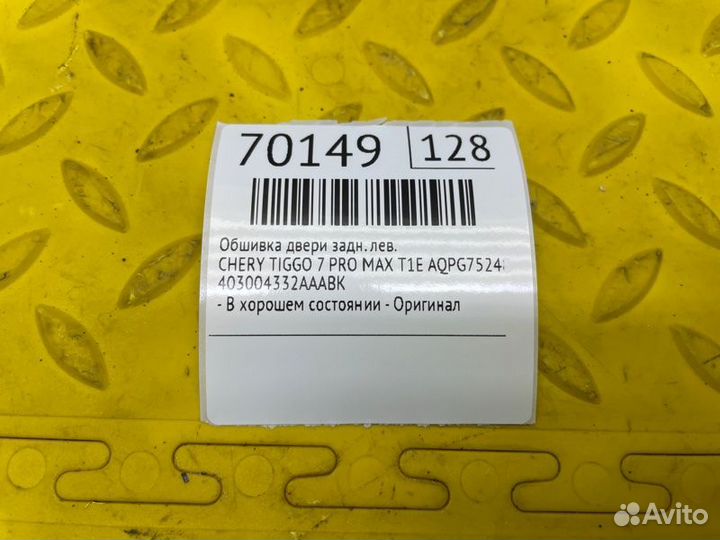 70149 128
Обшивка двери задн. лев.
CHERY TIGGO 7 PRO MAX T1E AQPG7524
403004332AAABK
- В хорошем состоянии - Оригинал
Avito